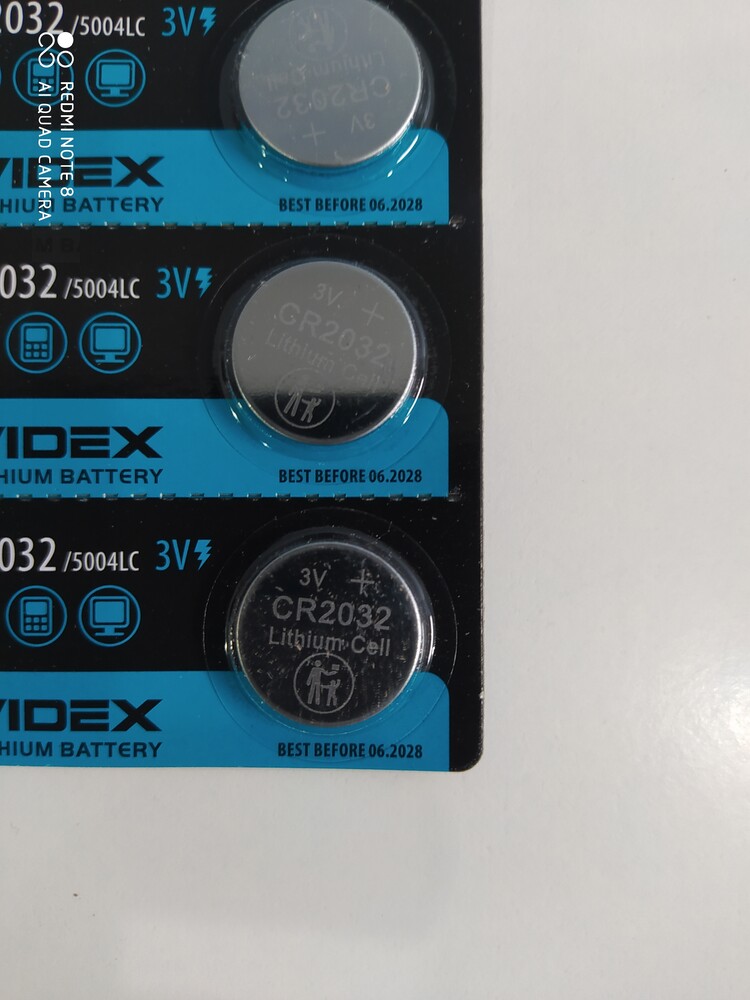 2032/5004LC 3V
CR2032
Lithium Cell
3V +
VIDEX
HIUM BATTERY
BEST BEFORE 06.2028
032/5004LC 3V
3V +
CR2032
Lithium Cell
VIDEX
HIUM BATTERY
BEST BEFORE 06.2028
032/5004LC 3V
3V +
CR2032
Lithium Cell
VIDEX
HIUM BATTERY
BEST BEFORE 06.2028
REDMI NOTE 8
AI QUAD CAMERA